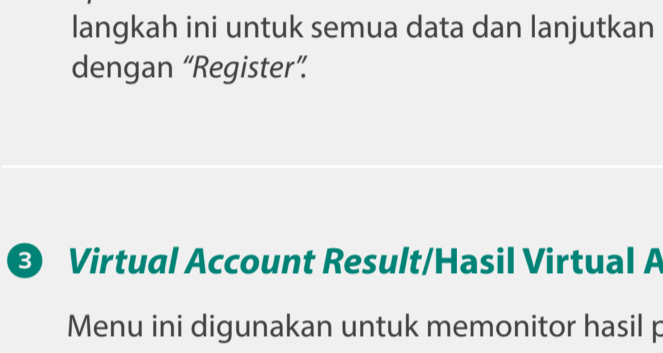 langkah ini untuk semua data dan lanjutkan
dengan “Register”.
3 Virtual Account Result/Hasil Virtual
Menu ini digunakan untuk memonitor hasil